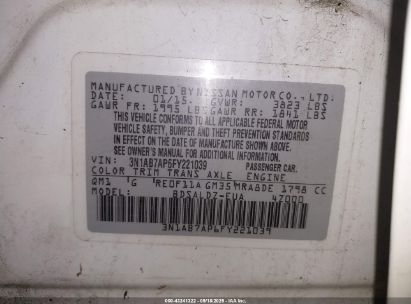 MANUFACTURED BY NISSAN MOTOR CO., LTD.
DATE: 01/15 GVWR: 3823 LBS
GAWR FR: 1995 LBS GAWR RR: 1841 LBS
THIS VEHICLE CONFORMS TO ALL APPLICABLE FEDERAL MOTOR
VEHICLE SAFETY, BUMPER AND THEFT PREVENTION STANDARDS
IN EFFECT ON THE DATE OF MANUFACTURE SHOWN ABOVE.
SEE OWNER'S MANUAL AND DISCLAIMER
VIN: 3N1AB7AP6FY221039 PASSENGER CAR.
COLOR TRIM TRANS AXLE ENGINE
QM1 G RE0F11A GM35 MRA8DE 1798 CC
MODEL: BDSALDZ-EUA 47000
3N1AB7AP6FY221039